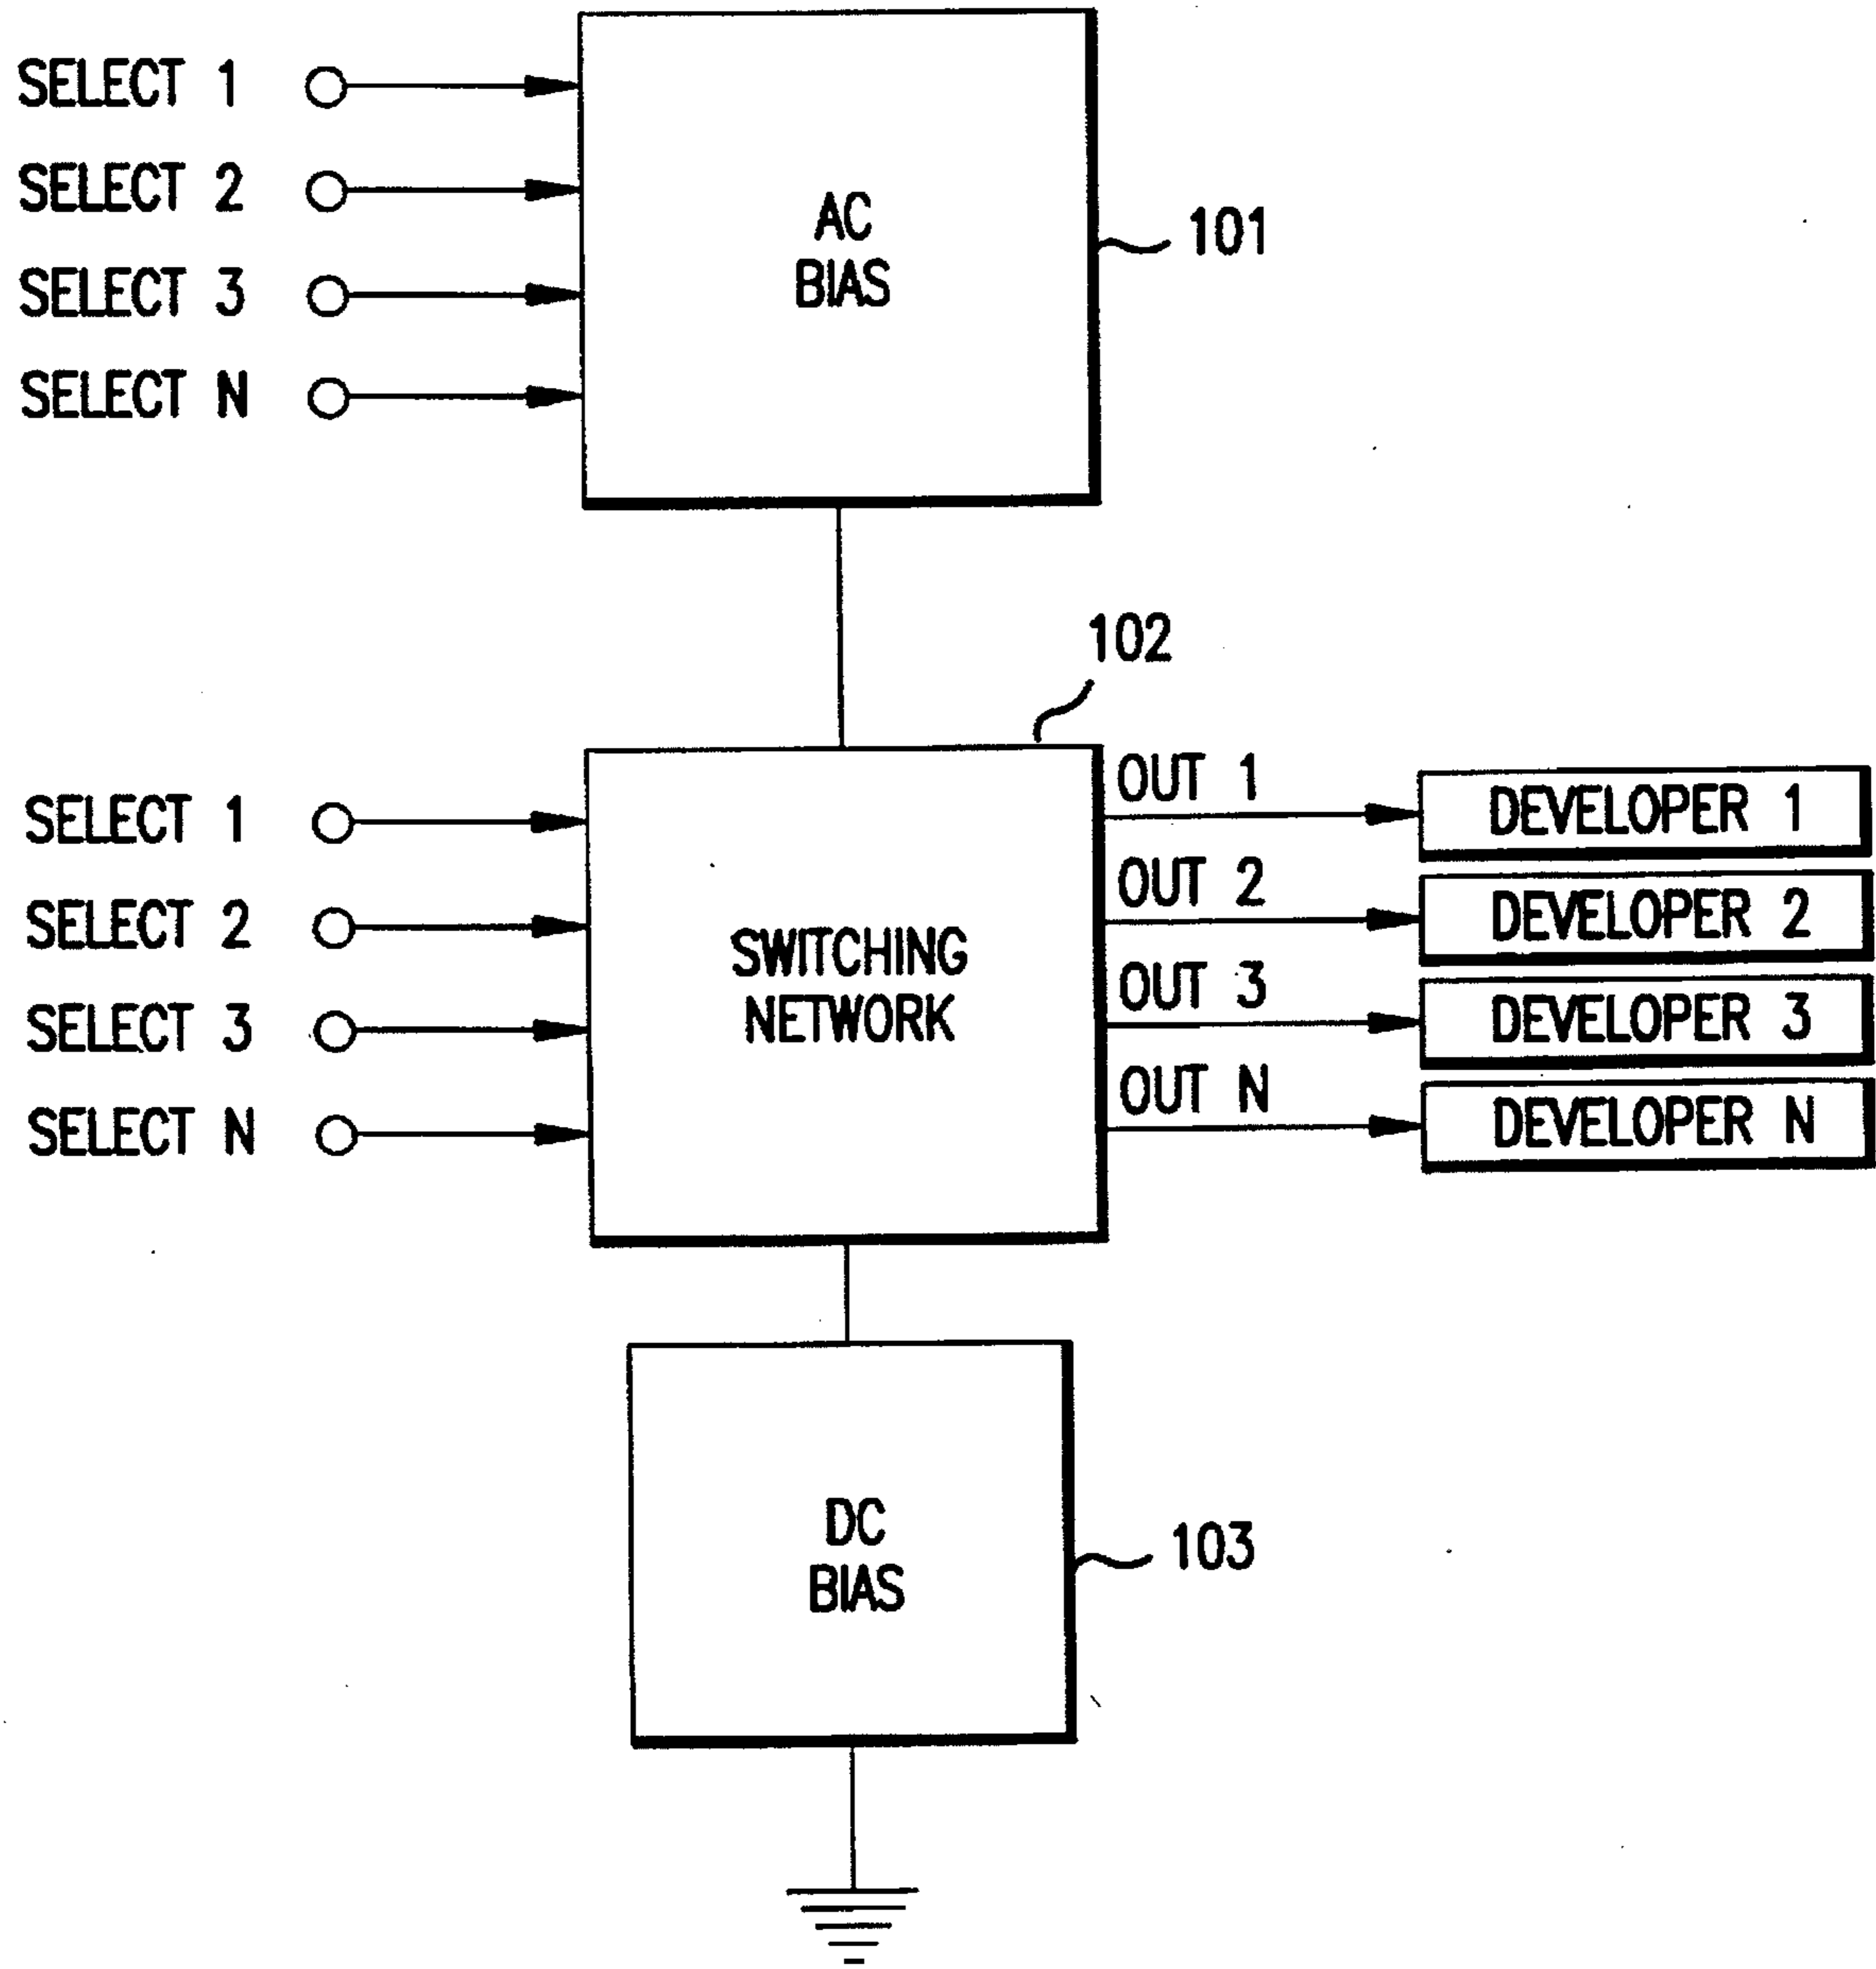 SELECT 1
SELECT 2
SELECT 3
SELECT N
AC
BIAS
101
102
SELECT 1
SELECT 2
SELECT 3
SELECT N
SWITCHING
NETWORK
OUT 1
OUT 2
OUT 3
OUT N
DEVELOPER 1
DEVELOPER 2
DEVELOPER 3
DEVELOPER N
DC
BIAS
103